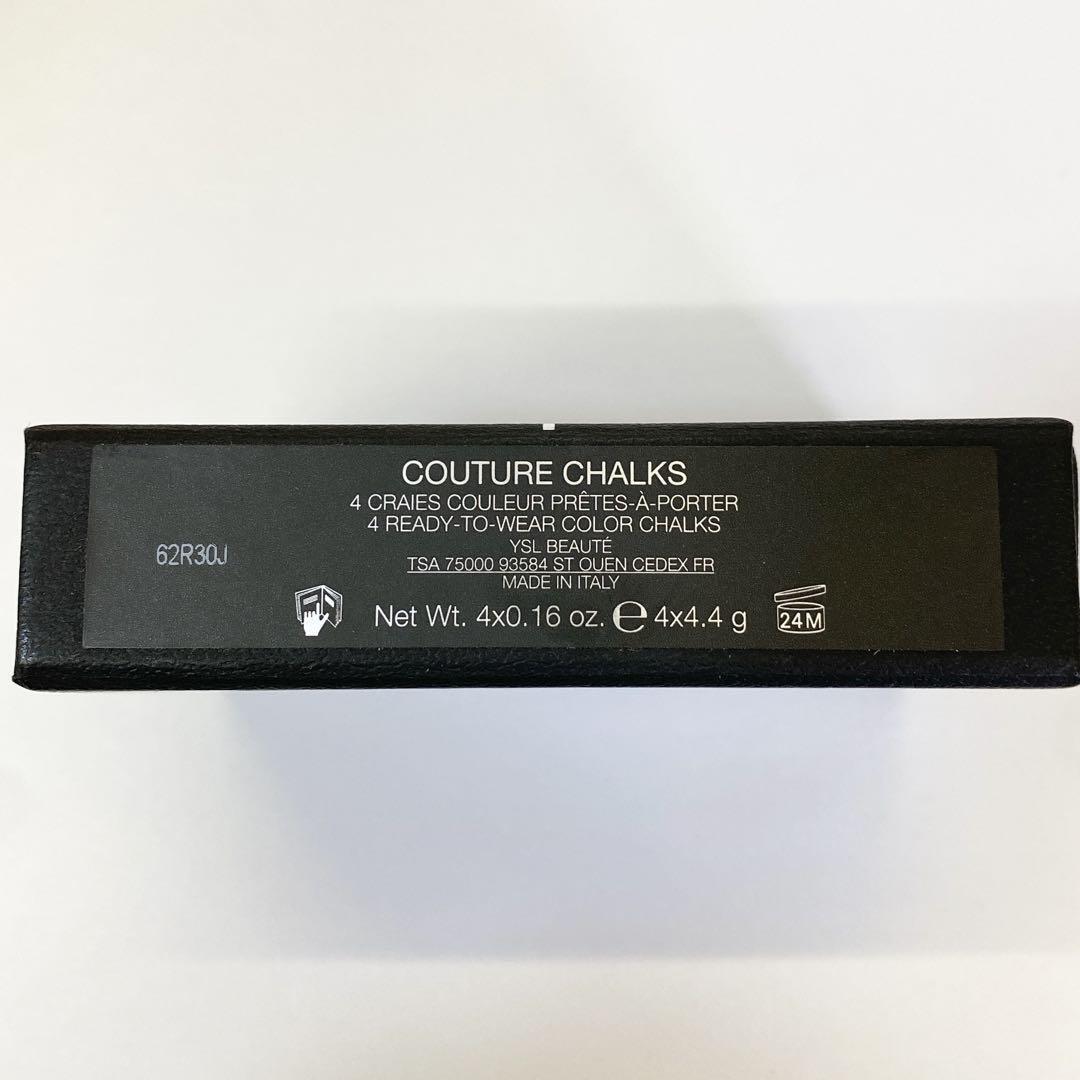 COUTURE CHALKS
4 CRAIES COULEUR PRÊTES-À-PORTER
4 READY-TO-WEAR COLOR CHALKS
YSL BEAUTÉ
62R30J
TSA 75000 93584 ST OUEN CEDEX FR
MADE IN ITALY
Net Wt. 4x0.16 oz. ℮ 4x4.4 g
24M